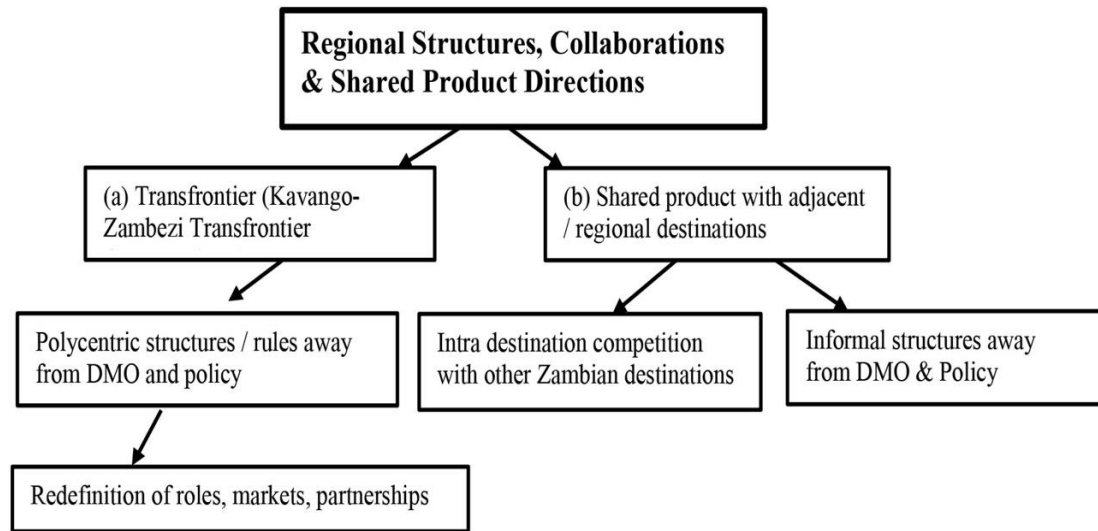 Regional Structures, Collaborations
& Shared Product Directions
(a) Transfrontier (Kavango-
Zambezi Transfrontier
(b) Shared product with adjacent
/ regional destinations
Polycentric structures / rules away
from DMO and policy
Intra destination competition
with other Zambian destinations
Informal structures away
from DMO & Policy
Redefinition of roles, markets, partnerships